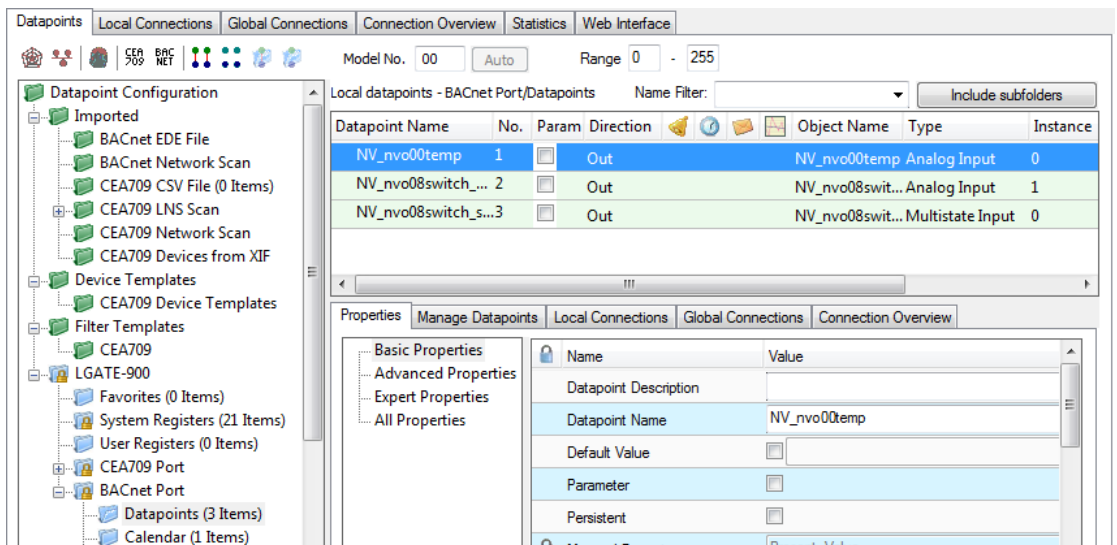 Datapoints Local Connections Global Connections Connection Overview Statistics Web Interface
CEA 709 BAC NET Model No. 00 Auto Range 0 - 255
Datapoint Configuration
Imported
BACnet EDE File
BACnet Network Scan
CEA709 CSV File (0 Items)
CEA709 LNS Scan
CEA709 Network Scan
CEA709 Devices from XIF
Device Templates
CEA709 Device Templates
Filter Templates
CEA709
LGATE-900
Favorites (0 Items)
System Registers (21 Items)
User Registers (0 Items)
CEA709 Port
BACnet Port
Datapoints (3 Items)
Calendar (1 Items)
Local datapoints - BACnet Port/Datapoints Name Filter: Include subfolders
Datapoint Name No. Param Direction Object Name Type Instance
NV_nvo00temp 1 Out NV_nvo00temp Analog Input 0
NV_nvo08switch_... 2 Out NV_nvo08swit... Analog Input 1
NV_nvo08switch_s...3 Out NV_nvo08swit... Multistate Input 0
Properties Manage Datapoints Local Connections Global Connections Connection Overview
Basic Properties
Advanced Properties
Expert Properties
All Properties
Name Value
Datapoint Description
Datapoint Name NV_nvo00temp
Default Value
Parameter
Persistent